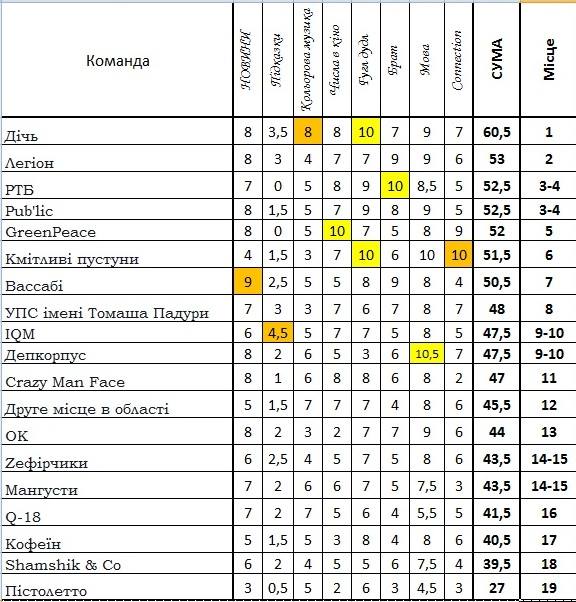 Команда НОВИНИ Підказки Кольорова музика Числа в кіно Гугл дудл Брат Мова Connection СУМА Місце
Дічь 8 3,5 8 8 10 7 9 7 60,5 1
Легіон 8 3 4 7 7 9 9 6 53 2
РТВ 7 0 5 8 9 10 8,5 5 52,5 3-4
Pub'lic 8 1,5 5 7 9 8 9 5 52,5 3-4
GreenPeace 8 0 5 10 7 5 8 9 52 5
Кмітливі пустуни 4 1,5 3 7 10 6 10 10 51,5 6
Вассабі 9 2,5 5 5 8 9 8 4 50,5 7
УПС імені Томаша Падури 7 3 3 7 6 7 8 7 48 8
IQM 6 4,5 5 7 7 5 8 5 47,5 9-10
Депкорпус 8 2 6 5 3 6 10,5 7 47,5 9-10
Crazy Man Face 8 1 6 8 8 6 8 2 47 11
Друге місце в області 5 1,5 7 7 7 4 8 6 45,5 12
ОК 8 2 3 2 7 7 9 6 44 13
Zефірчики 6 2,5 4 5 7 5 8 6 43,5 14-15
Мангусти 7 2 6 6 7 5 7,5 3 43,5 14-15
Q-18 7 2 7 5 6 4 5,5 5 41,5 16
Кофеїн 5 1,5 5 3 8 4 8 6 40,5 17
Shamshik & Co 6 2 4 5 5 6 7,5 4 39,5 18
Пістолетто 3 0,5 5 2 6 3 4,5 3 27 19